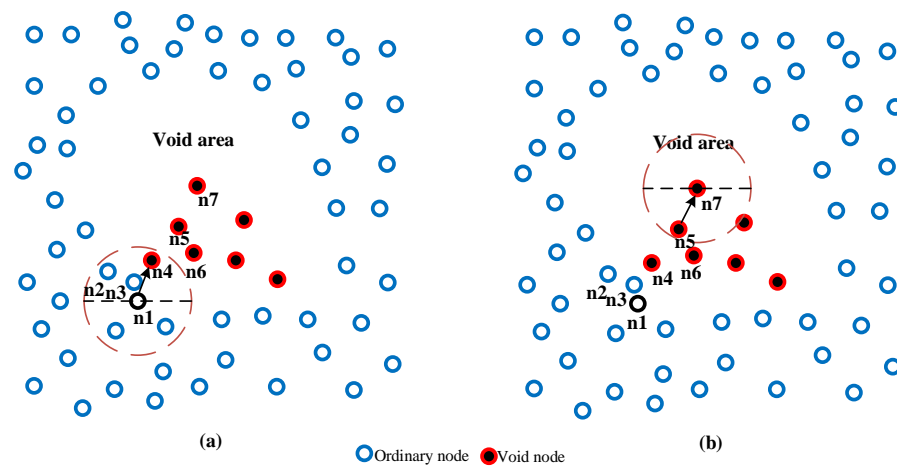 Void area
n7
n5
n6
n4
n2
n3
n1
(a)
Void area
n7
n5
n6
n4
n2
n3
n1
(b)
Ordinary node
Void node